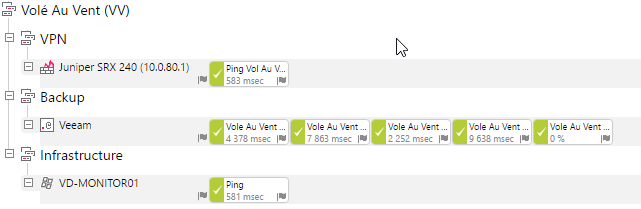 Volé Au Vent (VV)
VPN
Juniper SRX 240 (10.0.80.1)
Ping Vol Au V...
583 msec
Backup
Veeam
Vole Au Vent ...
4 378 msec
Vole Au Vent ...
7 863 msec
Vole Au Vent ...
2 252 msec
Vole Au Vent ...
9 638 msec
Vole Au Vent ...
0 %
Infrastructure
VD-MONITOR01
Ping
581 msec